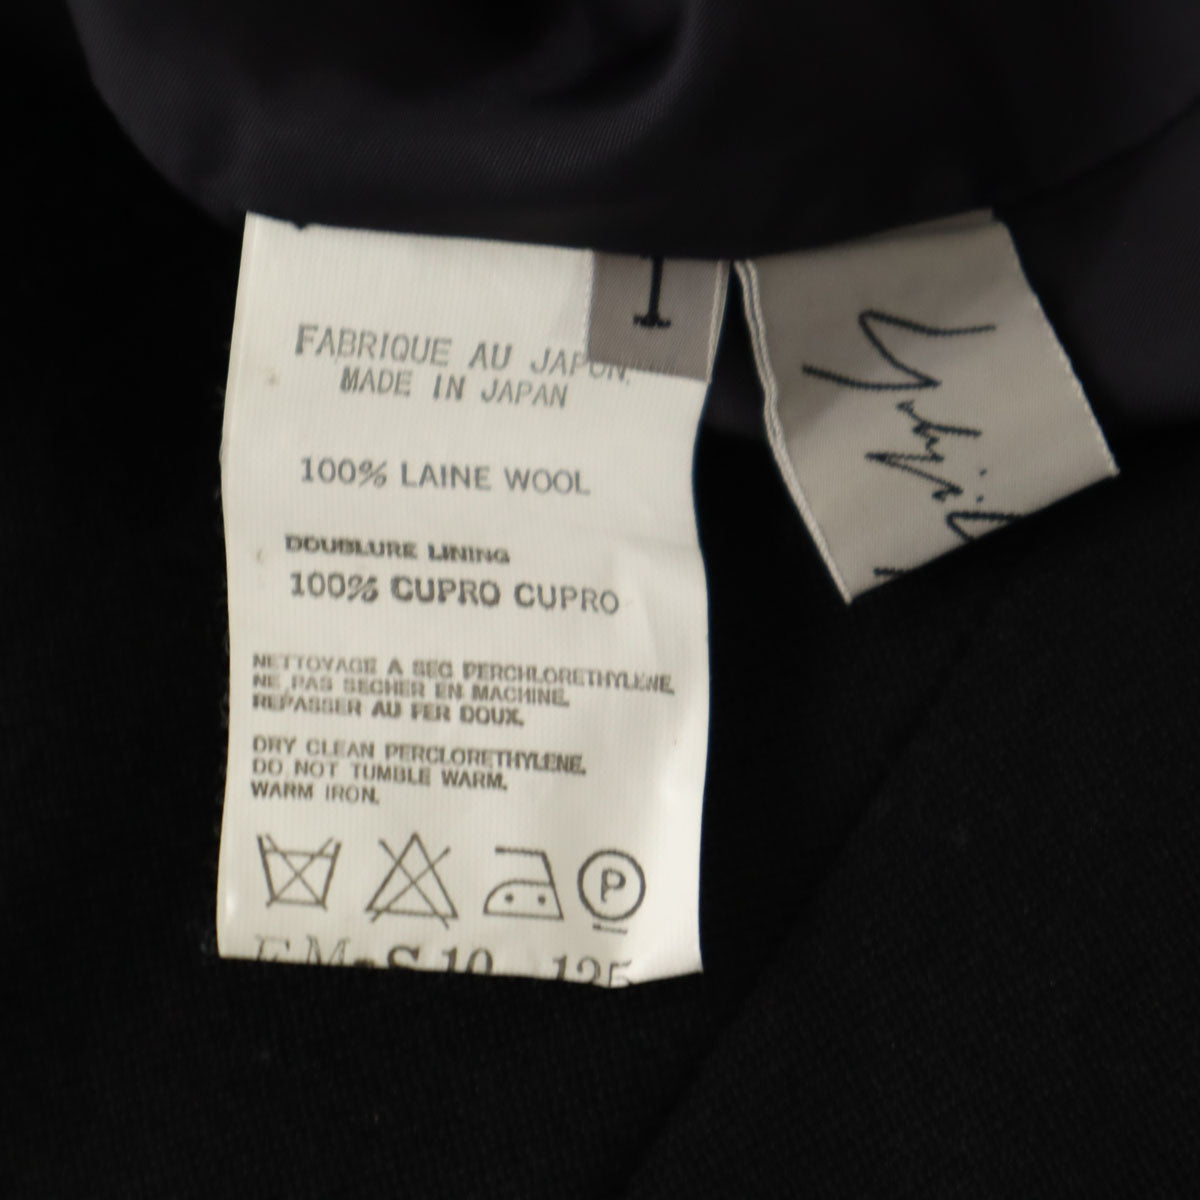 FABRIQUE AU JAPON.
MADE IN JAPAN
100% LAINE WOOL
DOUBLURE LINING
100% CUPRO CUPRO
NETTOYAGE A SEC PERCHLORETHYLENE.
NE PAS SECHER EN MACHINE.
REPASSER AU FER DOUX.
DRY CLEAN PERCLORETHYLENE.
DO NOT TUMBLE WARM.
WARM IRON.
P
Yohji